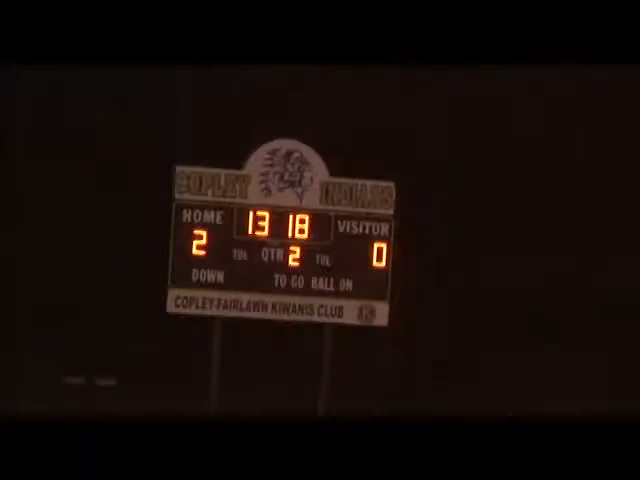 COPLEY INDIANS
HOME 13 18 VISITOR
2 TOL QTR 2 TOL 0
DOWN TO GO BALL ON
COPLEY-FAIRLAWN KIWANIS CLUB K